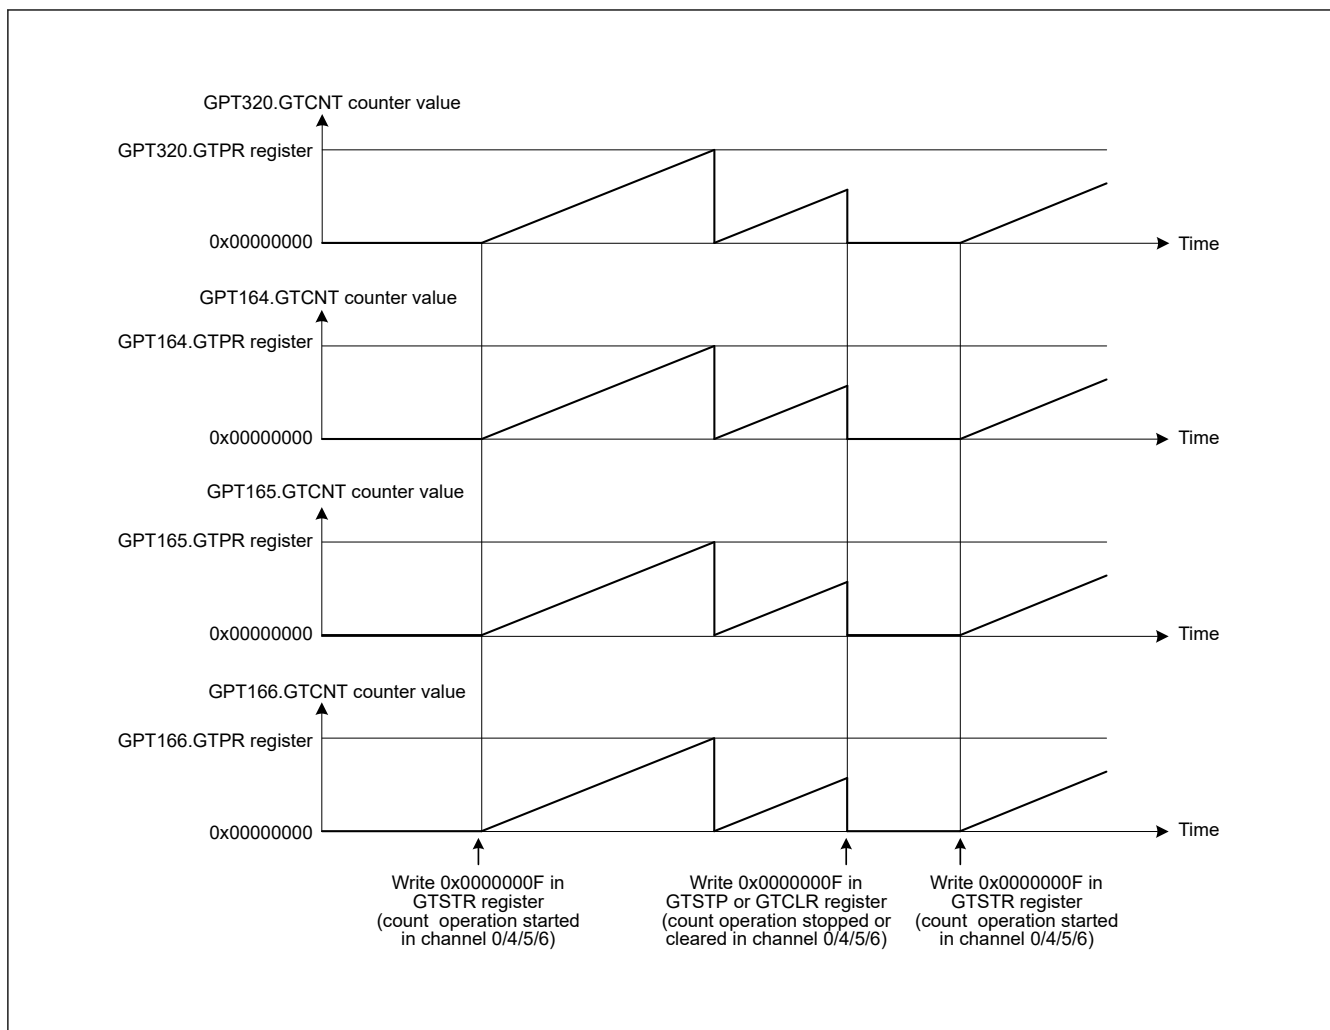 GPT320.GTCNT counter value
GPT320.GTPR register
0x00000000
Time
GPT164.GTCNT counter value
GPT164.GTPR register
0x00000000
Time
GPT165.GTCNT counter value
GPT165.GTPR register
0x00000000
Time
GPT166.GTCNT counter value
GPT166.GTPR register
0x00000000
Time
Write 0x0000000F in
GTSTR register
(count operation started
in channel 0/4/5/6)
Write 0x0000000F in
GTSTP or GTCLR register
(count operation stopped or
cleared in channel 0/4/5/6)
Write 0x0000000F in
GTSTR register
(count operation started
in channel 0/4/5/6)